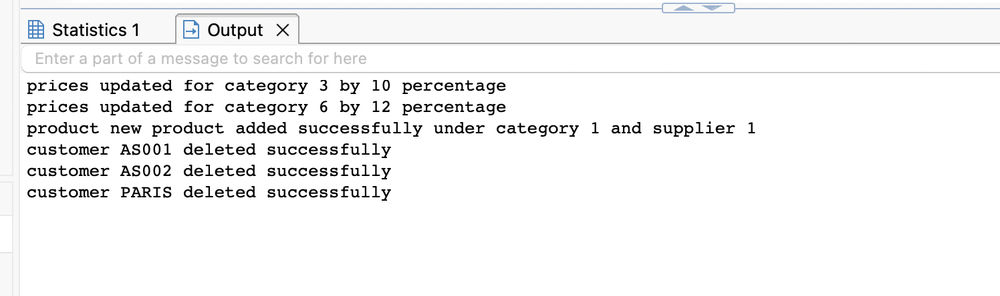 Statistics 1
Output
Enter a part of a message to search for here
prices updated for category 3 by 10 percentage
prices updated for category 6 by 12 percentage
product new product added successfully under category 1 and supplier 1
customer AS001 deleted successfully
customer AS002 deleted successfully
customer PARIS deleted successfully